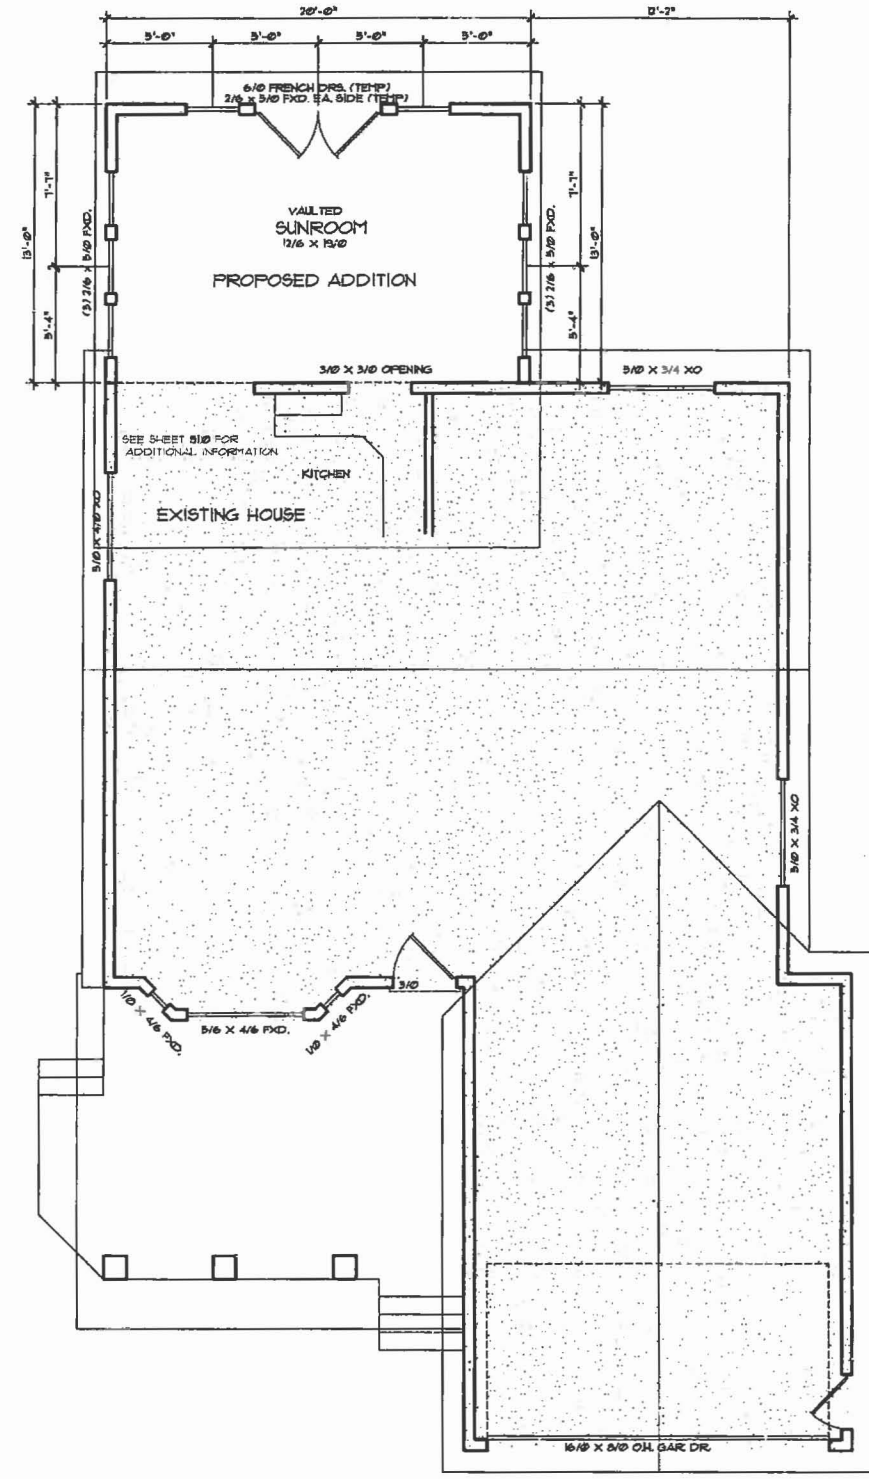 20'-0"
12'-2"
5'-0"
5'-0"
5'-0"
5'-0"
6/0 FRENCH DRS. (TEMP)
2/6 X 5/0 FXD. EA. SIDE (TEMP)
13'-0"
7'-7"
5'-4"
(3) 2/6 X 5/0 FXD.
VAULTED
SUNROOM
12/6 X 19/0
PROPOSED ADDITION
(3) 2/6 X 5/0 FXD.
7'-7"
5'-4"
13'-0"
3/0 X 3/0 OPENING
5/0 X 3/4 XO
SEE SHEET S1.0 FOR
ADDITIONAL INFORMATION
KITCHEN
EXISTING HOUSE
5/0 X 4/0 XO
5/0 X 3/4 XO
3/0
1/0 X 4/6 FXD.
5/6 X 4/6 FXD.
1/0 X 4/6 FXD.
16/0 X 8/0 O.H. GAR DR.